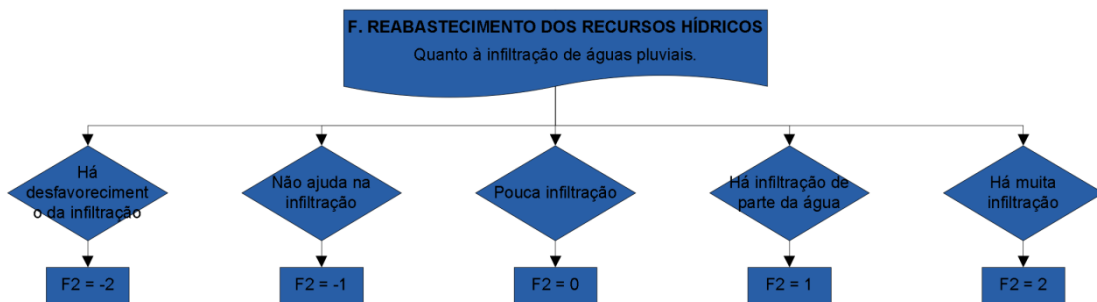 F. REABASTECIMENTO DOS RECURSOS HÍDRICOS
Quanto à infiltração de águas pluviais.
Há
desfavoreciment
o da infiltração
Não ajuda na
infiltração
Pouca infiltração
Há infiltração de
parte da água
Há muita
infiltração
F2 = -2
F2 = -1
F2 = 0
F2 = 1
F2 = 2